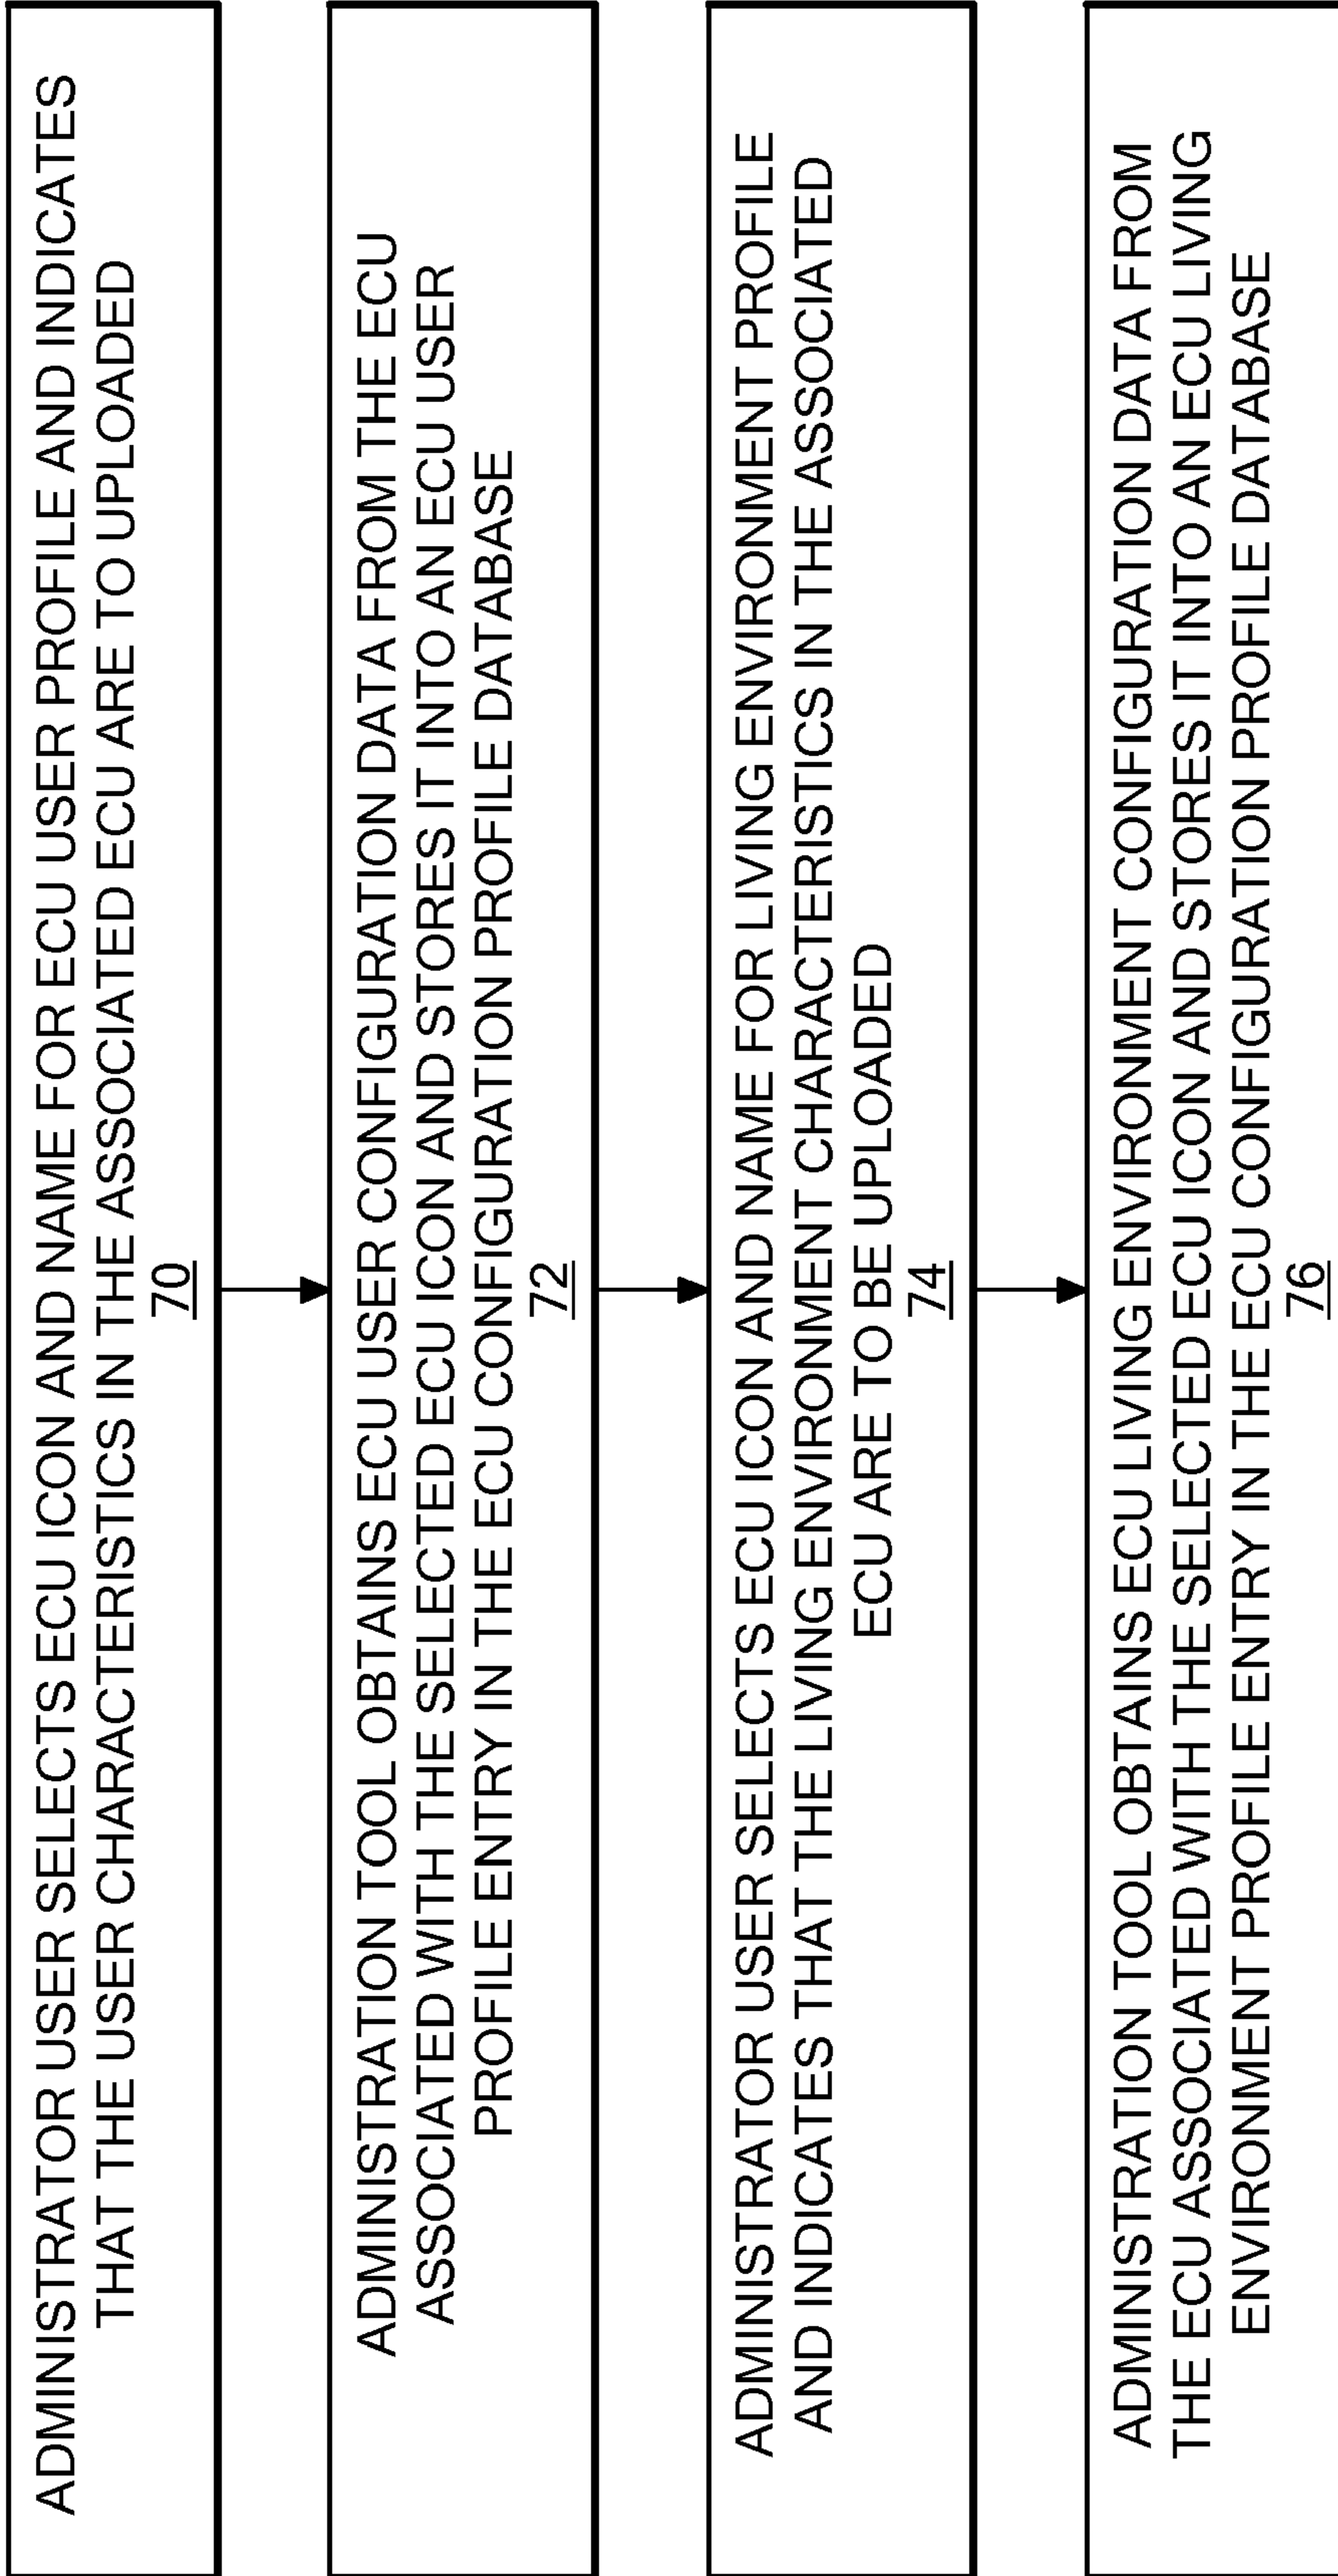 ADMINISTRATOR USER SELECTS ECU ICON AND NAME FOR ECU USER PROFILE AND INDICATES
THAT THE USER CHARACTERISTICS IN THE ASSOCIATED ECU ARE TO UPLOADED
70
ADMINISTRATION TOOL OBTAINS ECU USER CONFIGURATION DATA FROM THE ECU
ASSOCIATED WITH THE SELECTED ECU ICON AND STORES IT INTO AN ECU USER
PROFILE ENTRY IN THE ECU CONFIGURATION PROFILE DATABASE
72
ADMINISTRATOR USER SELECTS ECU ICON AND NAME FOR LIVING ENVIRONMENT PROFILE
AND INDICATES THAT THE LIVING ENVIRONMENT CHARACTERISTICS IN THE ASSOCIATED
ECU ARE TO BE UPLOADED
74
ADMINISTRATION TOOL OBTAINS ECU LIVING ENVIRONMENT CONFIGURATION DATA FROM
THE ECU ASSOCIATED WITH THE SELECTED ECU ICON AND STORES IT INTO AN ECU LIVING
ENVIRONMENT PROFILE ENTRY IN THE ECU CONFIGURATION PROFILE DATABASE
76